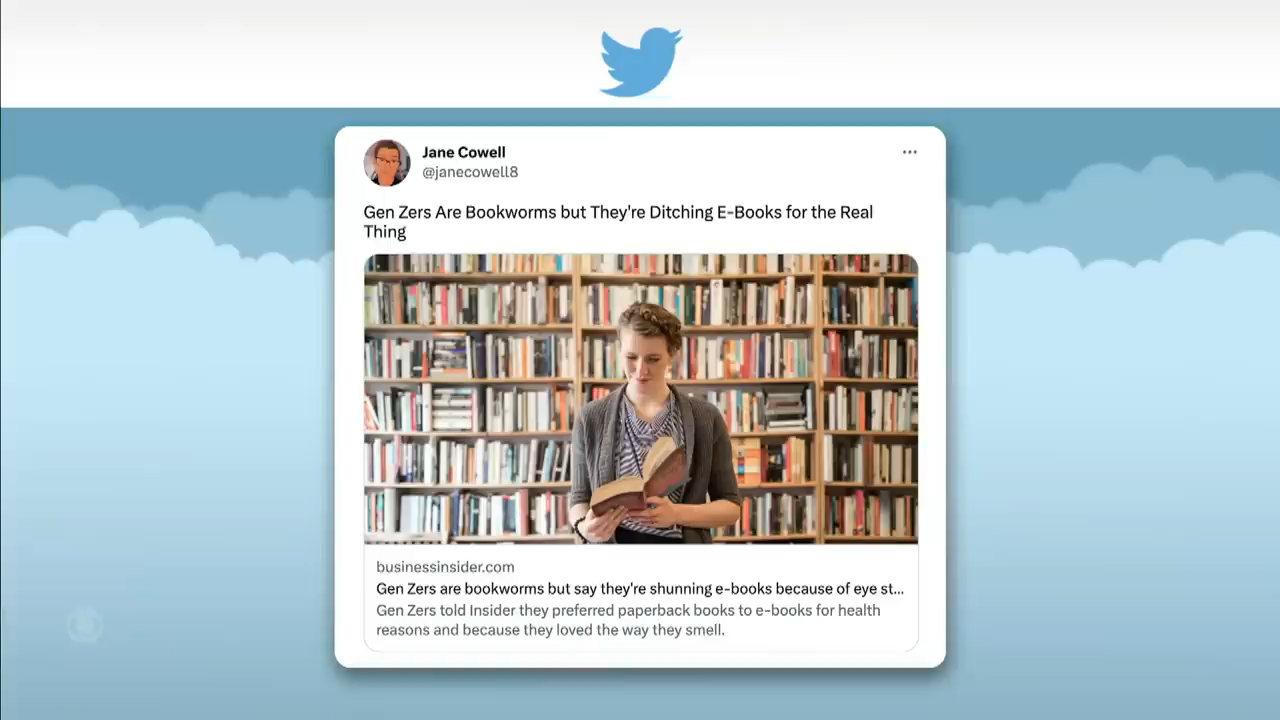 Jane Cowell
@janecowell8
Gen Zers Are Bookworms but They're Ditching E-Books for the Real
Thing
businessinsider.com
Gen Zers are bookworms but say they're shunning e-books because of eye st...
Gen Zers told Insider they preferred paperback books to e-books for health
reasons and because they loved the way they smell.